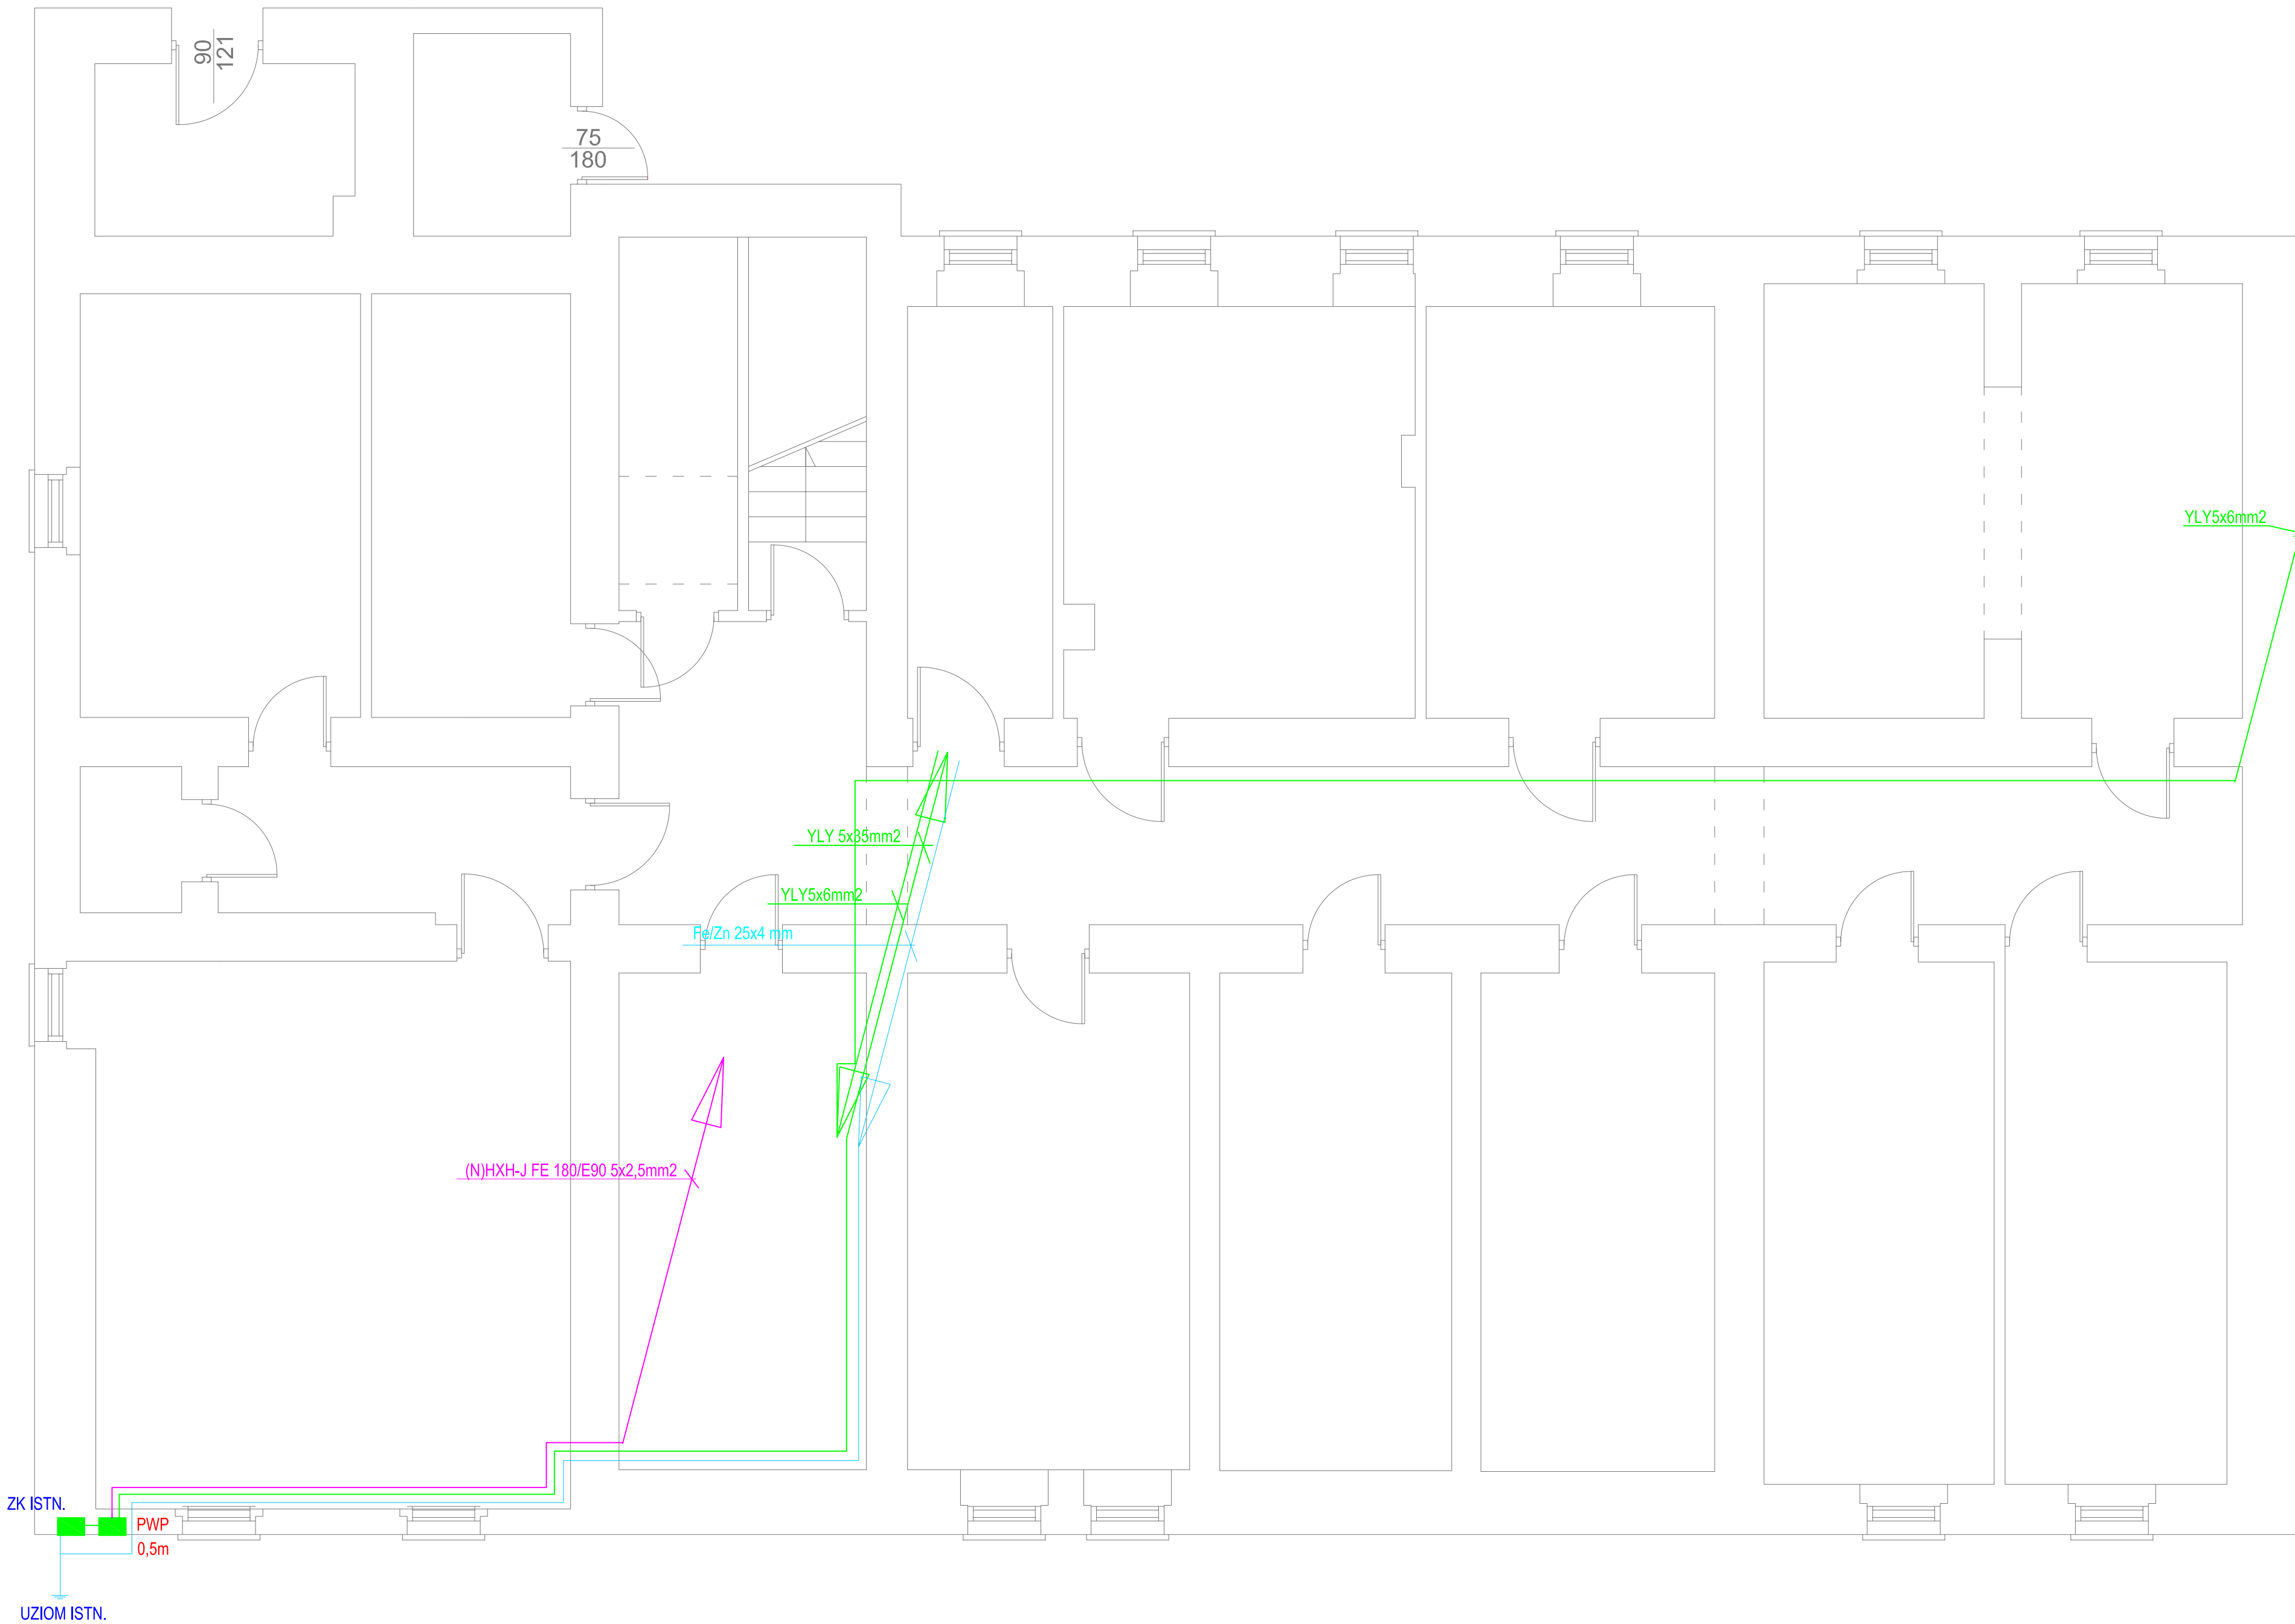 90
121
75
180
YLY5x6mm2
YLY 5x35mm2
YLY5x6mm2
Fe/Zn 25x4 mm
(N)HXH-J FE 180/E90 5x2,5mm2
ZK ISTN.
PWP
0,5m
UZIOM ISTN.